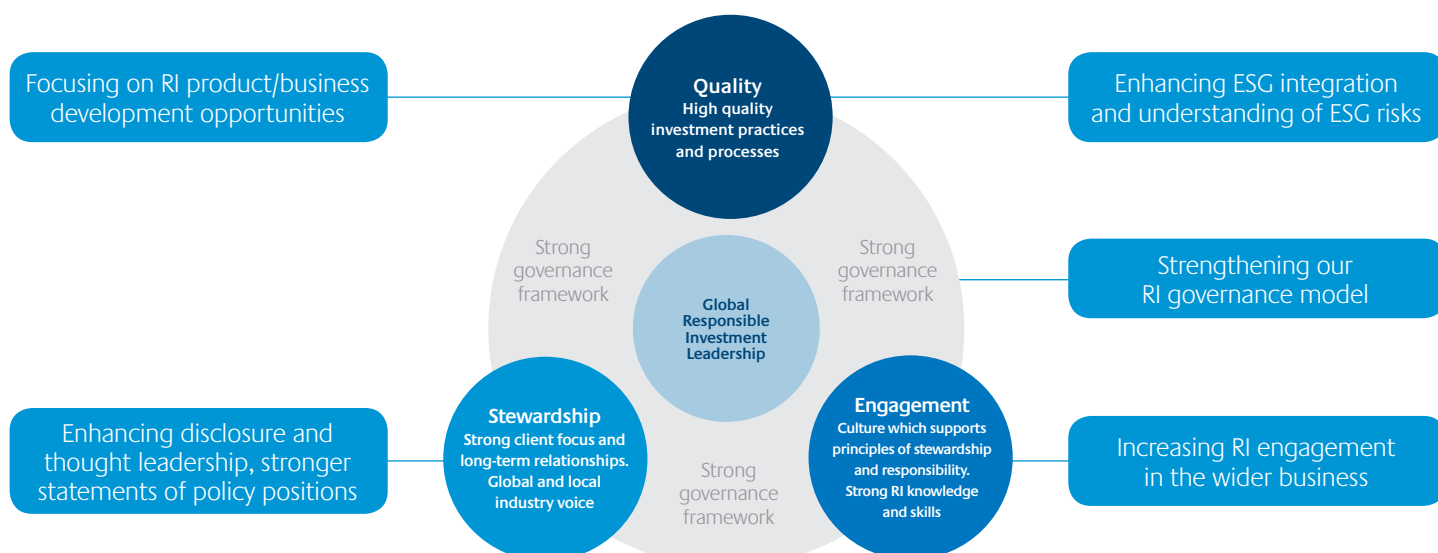 Focusing on RI product/business
development opportunities
Quality
High quality
investment practices
and processes
Enhancing ESG integration
and understanding of ESG risks
Strong
governance
framework
Strong
governance
framework
Strengthening our
RI governance model
Global
Responsible
Investment
Leadership
Enhancing disclosure and
thought leadership, stronger
statements of policy positions
Stewardship
Strong client focus and
long-term relationships.
Global and local
industry voice
Strong
governance
framework
Engagement
Culture which supports
principles of stewardship
and responsibility.
Strong RI knowledge
and skills
Increasing RI engagement
in the wider business